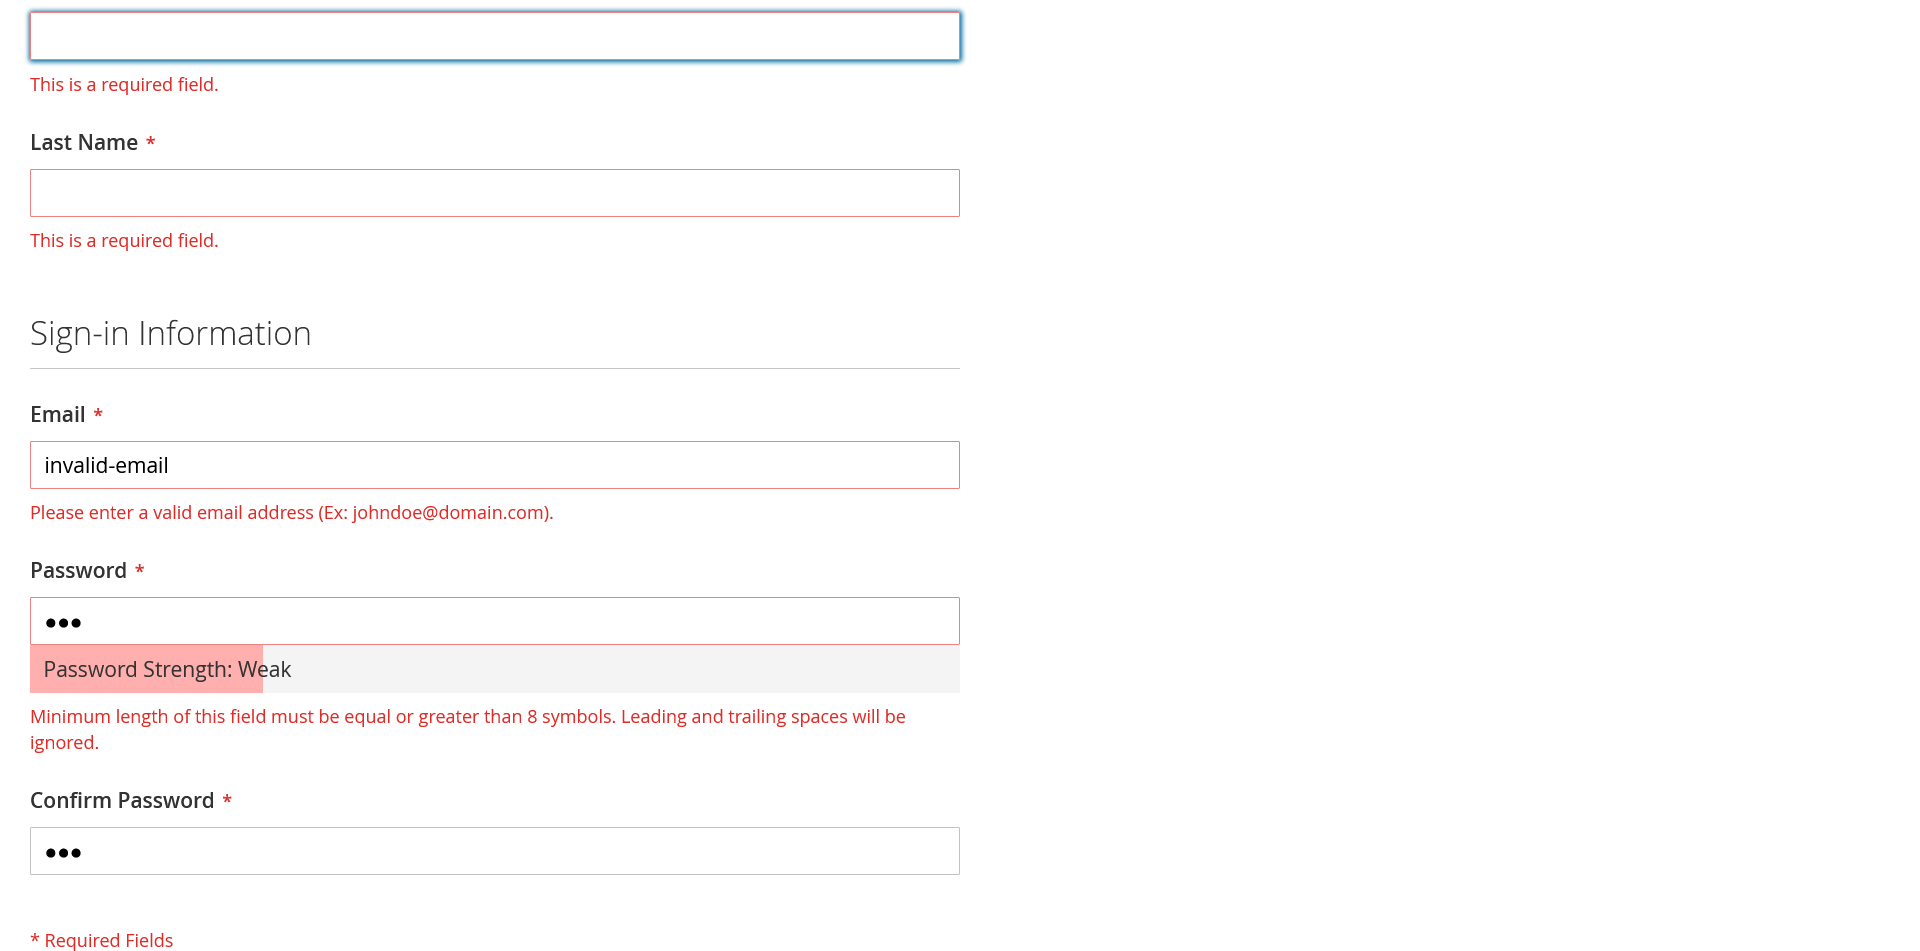 This is a required field.
Last Name *
This is a required field.
Sign-in Information
Email *
invalid-email
Please enter a valid email address (Ex: johndoe@domain.com).
Password *
•••
Password Strength: Weak
Minimum length of this field must be equal or greater than 8 symbols. Leading and trailing spaces will be
ignored.
Confirm Password *
•••
* Required Fields